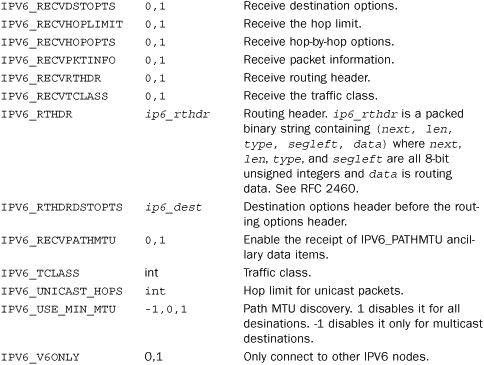 IPV6_RECVDSTOPTS 0,1 Receive destination options.
IPV6_RECVHOPLIMIT 0,1 Receive the hop limit.
IPV6_RECVHOPOPTS 0,1 Receive hop-by-hop options.
IPV6_RECVPKTINFO 0,1 Receive packet information.
IPV6_RECVRTHDR 0,1 Receive routing header.
IPV6_RECVTCLASS 0,1 Receive the traffic class.
IPV6_RTHDR ip6_rthdr Routing header. ip6_rthdr is a packed
binary string containing (next, len,
type, segleft, data) where next,
len, type, and segleft are all 8-bit
unsigned integers and data is routing
data. See RFC 2460.
IPV6_RTHDRDSTOPTS ip6_dest Destination options header before the rout-
ing options header.
IPV6_RECVPATHMTU 0,1 Enable the receipt of IPV6_PATHMTU ancil-
lary data items.
IPV6_TCLASS int Traffic class.
IPV6_UNICAST_HOPS int Hop limit for unicast packets.
IPV6_USE_MIN_MTU -1,0,1 Path MTU discovery. 1 disables it for all
desinations. -1 disables it only for multicast
destinations.
IPV6_V6ONLY 0,1 Only connect to other IPV6 nodes.